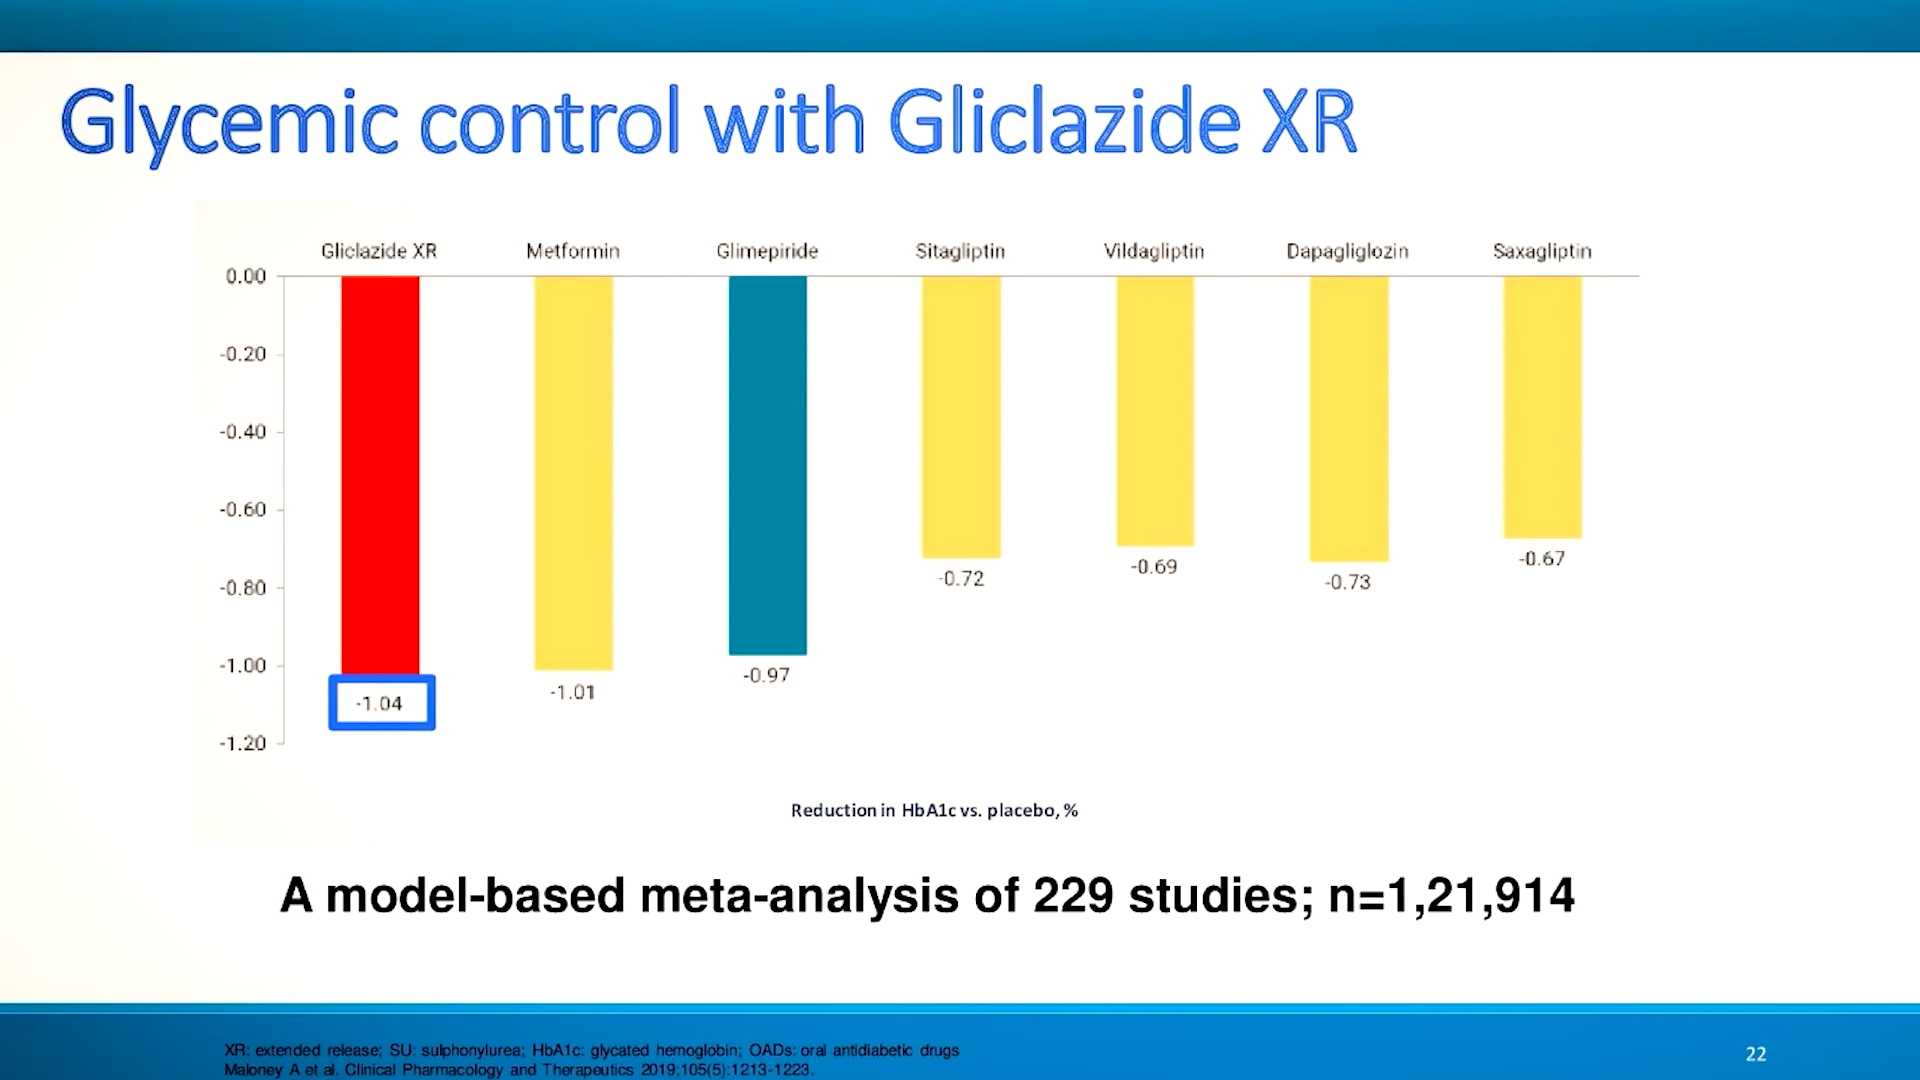 Glycemic control with Gliclazide XR
Gliclazide XR Metformin Glimepiride Sitagliptin Vildagliptin Dapagliglozin Saxagliptin
0.00
-0.20
-0.40
-0.60
-0.80
-1.00
-1.20
-1.04
-1.01
-0.97
-0.72
-0.69
-0.73
-0.67
Reduction in HbA1c vs. placebo, %
A model-based meta-analysis of 229 studies; n=1,21,914
XR: extended release; SU: sulphonylurea; HbA1c: glycated hemoglobin; OADs: oral antidiabetic drugs
Maloney A et al. Clinical Pharmacology and Therapeutics 2019;105(5):1213-1223.
22